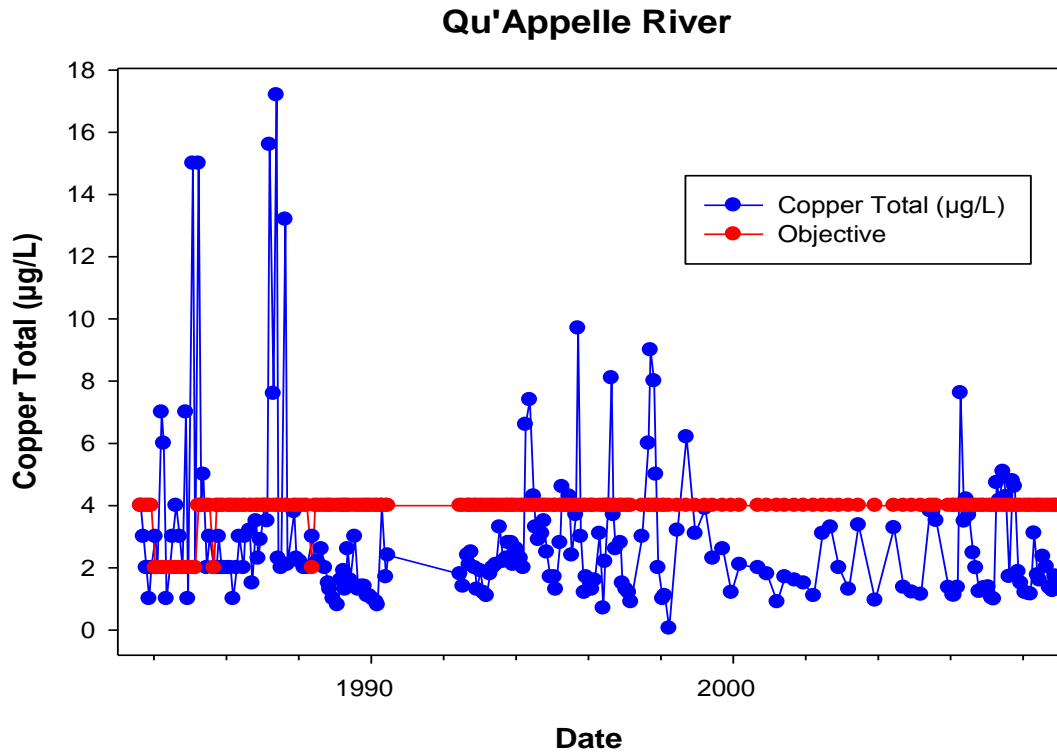 Qu'Appelle River
18
16
14
12
10
8
6
4
2
0
Copper Total (µg/L)
Copper Total (µg/L)
Objective
1990
2000
Date